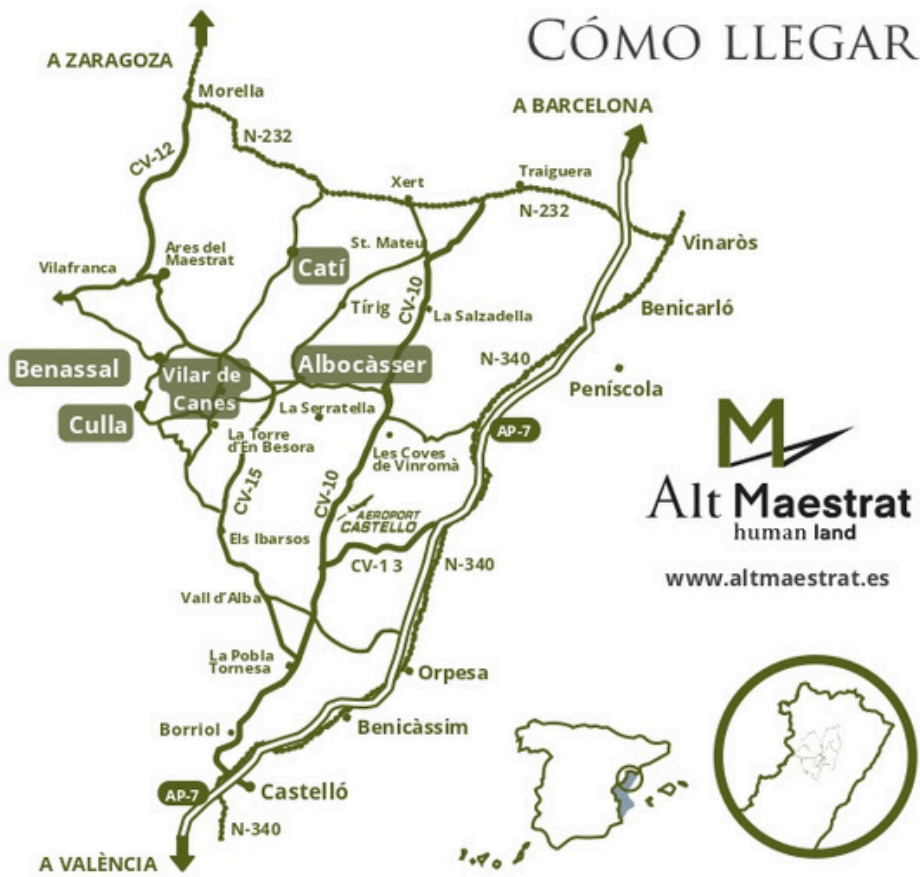 CÓMO LLEGAR
A ZARAGOZA
Morella
A BARCELONA
N-232
CV-12
Traiguera
Xert
N-232
St. Mateu
Vinaròs
Ares del
Maestrat
Vilafranca
Catí
CV-10
Tírig
La Salzadella
Benicarló
N-340
Benassal
Vilar de
Canes
Albocàsser
Peníscola
Culla
La Serratella
AP-7
La Torre
d'En Besora
Les Coves
de Vinromà
CV-15
CV-10
AEROPORT
CASTELLO
Els Ibarsos
CV-1 3
N-340
M
Alt Maestrat
human land
www.altmaestrat.es
Vall d'Alba
La Pobla
Tornesa
Orpesa
Borriol
Benicàssim
AP-7
Castelló
N-340
A VALÈNCIA